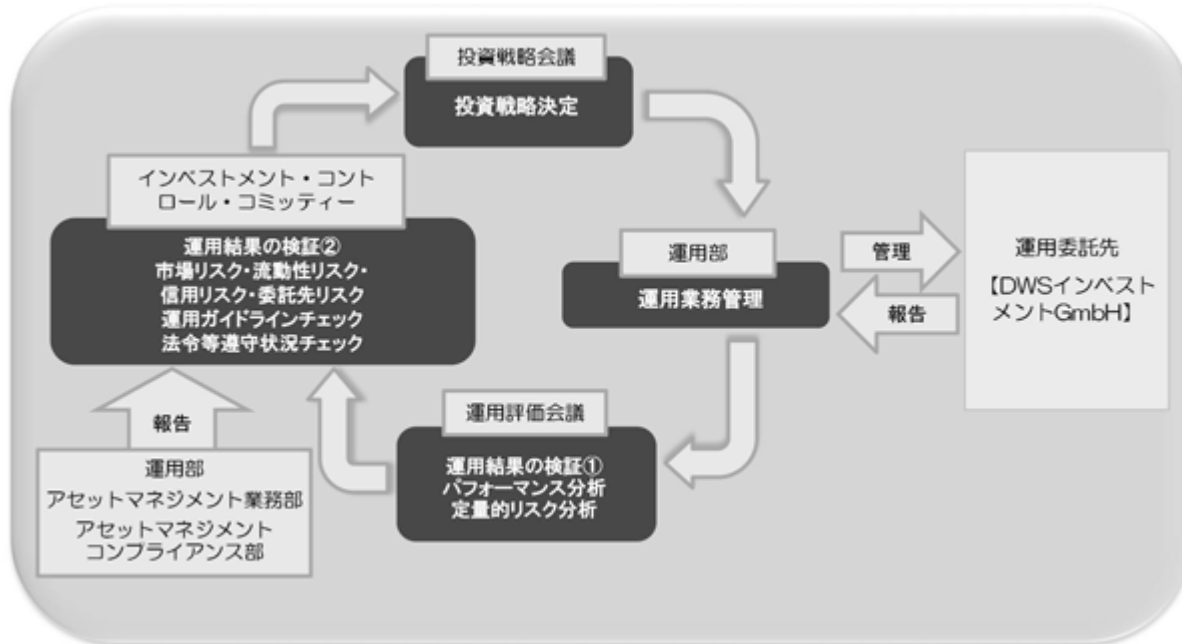 投資戦略会議
投資戦略決定
インベストメント・コント
ロール・コミッティー
運用結果の検証②
市場リスク・流動性リスク・
信用リスク・委託先リスク
運用ガイドラインチェック
法令等遵守状況チェック
運用部
運用業務管理
管理
報告
運用委託先
【DWSインベスト
メントGmbH】
運用評価会議
運用結果の検証①
パフォーマンス分析
定量的リスク分析
報告
運用部
アセットマネジメント業務部
アセットマネジメント
コンプライアンス部